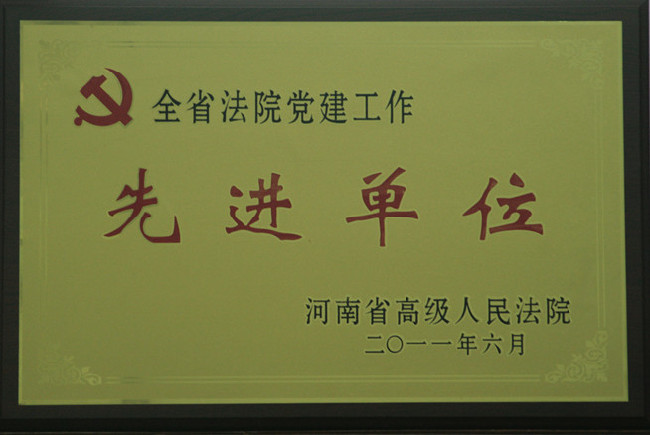 全省法院党建工作
先进单位
河南省高级人民法院
二〇一一年六月